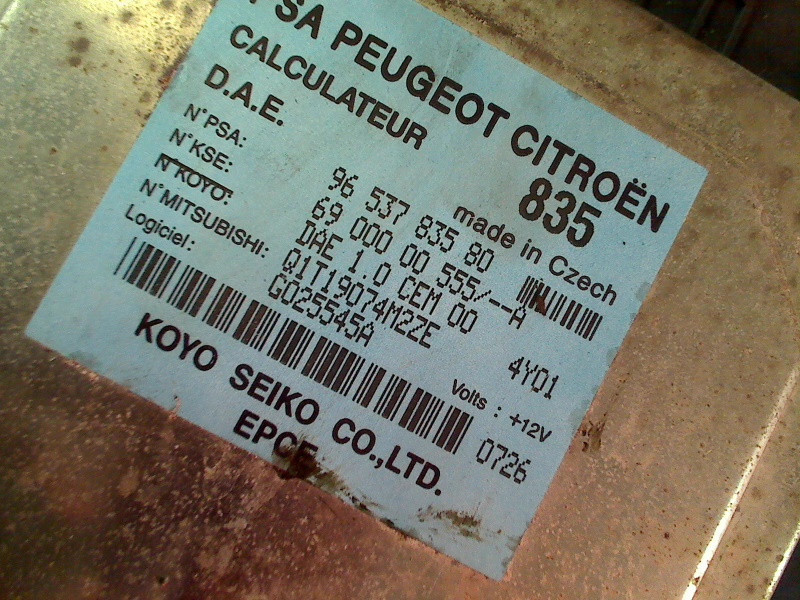 PSA PEUGEOT CITROËN
CALCULATEUR 835
D.A.E. made in Czech
N°PSA: 96 537 835 80
N°KSE: 69 000 00 555/--A
N°KOYO: DAE 1.0 CEM 00
N°MITSUBISHI: Q1T19074M2ZE 4Y01
Logiciel: G025545A
Volts : +12V
0726
KOYO SEIKO CO.,LTD.